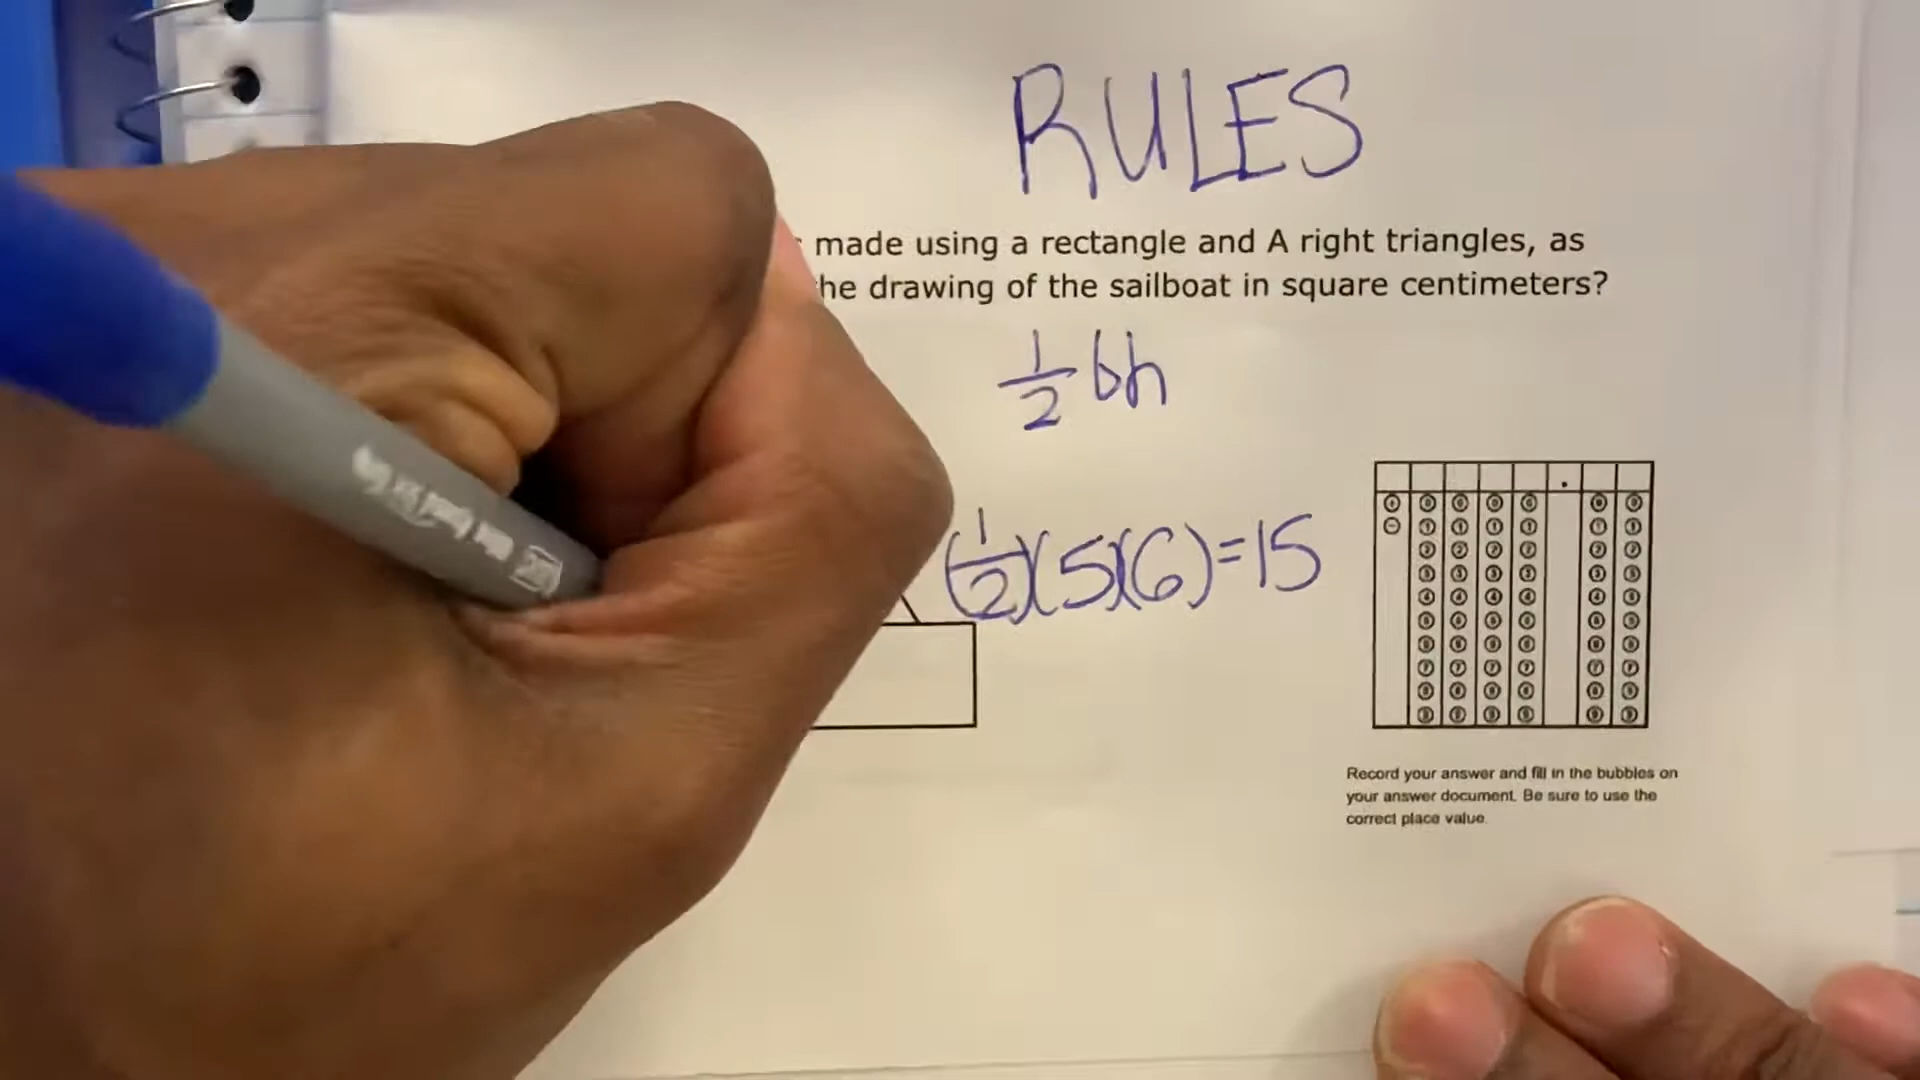 RULES
made using a rectangle and A right triangles, as
he drawing of the sailboat in square centimeters?
1/2 bh
(1/2)(5)(6)=15
Record your answer and fill in the bubbles on
your answer document. Be sure to use the
correct place value.